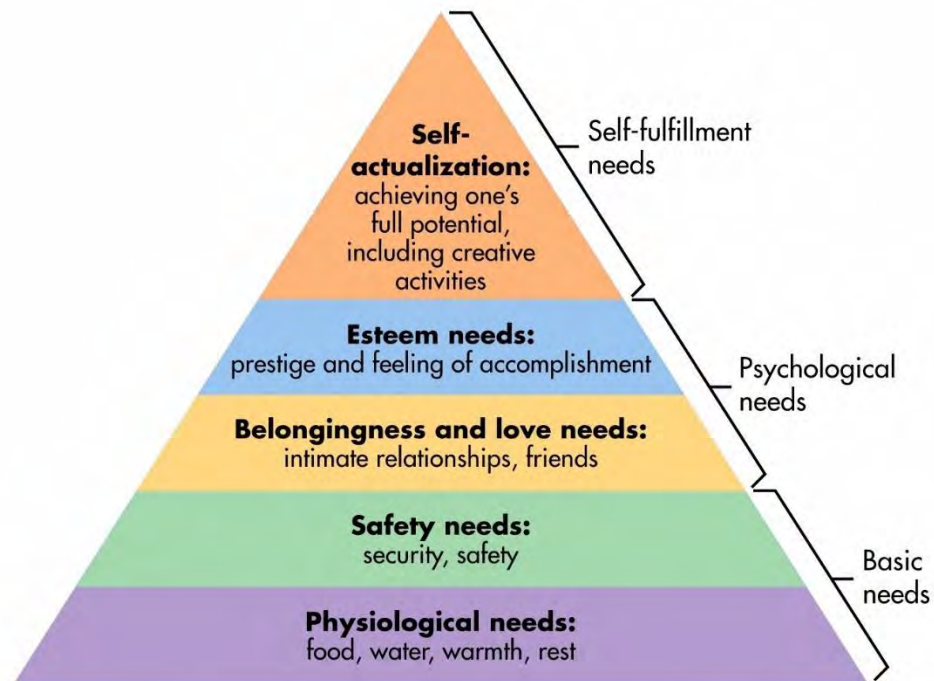 Self-
actualization:
achieving one's
full potential,
including creative
activities
Self-fulfillment
needs
Esteem needs:
prestige and feeling of accomplishment
Belongingness and love needs:
intimate relationships, friends
Psychological
needs
Safety needs:
security, safety
Physiological needs:
food, water, warmth, rest
Basic
needs